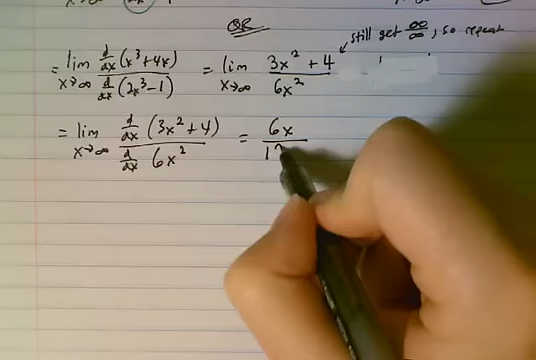 x→∞
OR
still get ∞/∞, so repeat
= lim x→∞ d/dx (x³+4x) / d/dx (2x³-1) = lim x→∞ 3x²+4 / 6x²
= lim x→∞ d/dx (3x²+4) / d/dx 6x² = 6x / 12